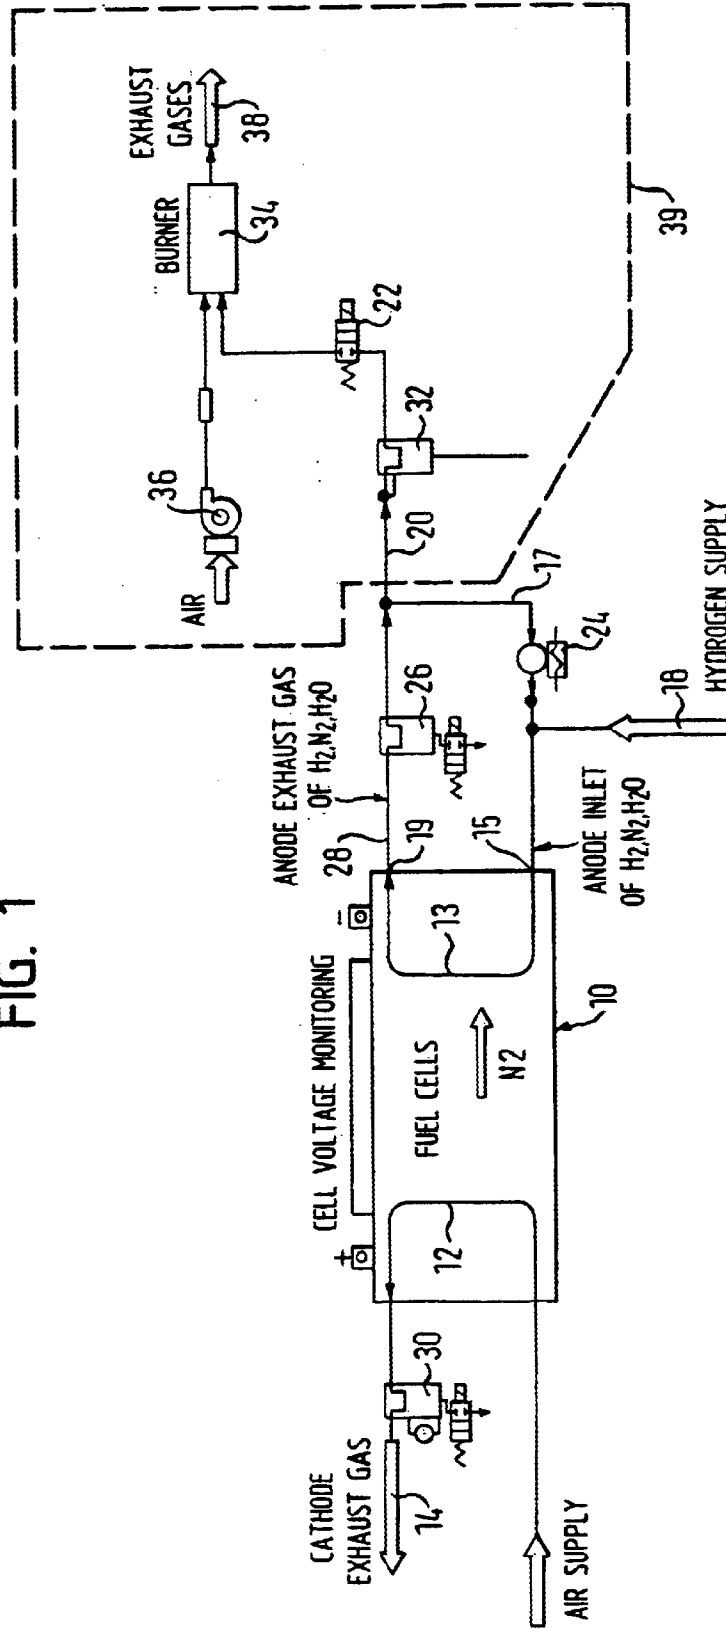 FIG. 1
CELL VOLTAGE MONITORING
+
−
FUEL CELLS
N2
10
12
13
CATHODE
EXHAUST GAS
14
30
AIR SUPPLY
ANODE EXHAUST GAS
OF H2,N2,H2O
28
19
15
26
ANODE INLET
OF H2,N2,H2O
18
HYDROGEN SUPPLY
24
17
20
32
22
AIR
36
BURNER
34
EXHAUST
GASES
38
39